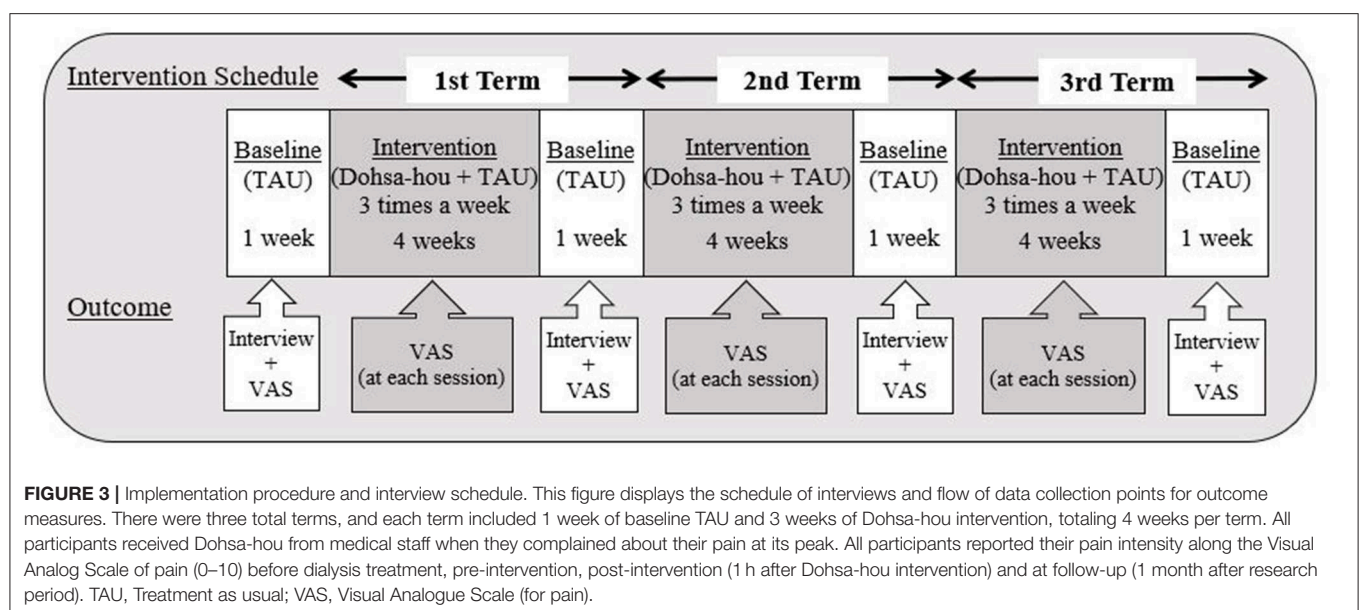 Intervention Schedule 1st Term 2nd Term 3rd Term
Baseline
(TAU)
1 week
Intervention
(Dohsa-hou + TAU)
3 times a week
4 weeks
Baseline
(TAU)
1 week
Intervention
(Dohsa-hou + TAU)
3 times a week
4 weeks
Baseline
(TAU)
1 week
Intervention
(Dohsa-hou + TAU)
3 times a week
4 weeks
Baseline
(TAU)
1 week
Outcome
Interview
+
VAS
VAS
(at each session)
Interview
+
VAS
VAS
(at each session)
Interview
+
VAS
VAS
(at each session)
Interview
+
VAS
FIGURE 3 | Implementation procedure and interview schedule. This figure displays the schedule of interviews and flow of data collection points for outcome
measures. There were three total terms, and each term included 1 week of baseline TAU and 3 weeks of Dohsa-hou intervention, totaling 4 weeks per term. All
participants received Dohsa-hou from medical staff when they complained about their pain at its peak. All participants reported their pain intensity along the Visual
Analog Scale of pain (0–10) before dialysis treatment, pre-intervention, post-intervention (1 h after Dohsa-hou intervention) and at follow-up (1 month after research
period). TAU, Treatment as usual; VAS, Visual Analogue Scale (for pain).